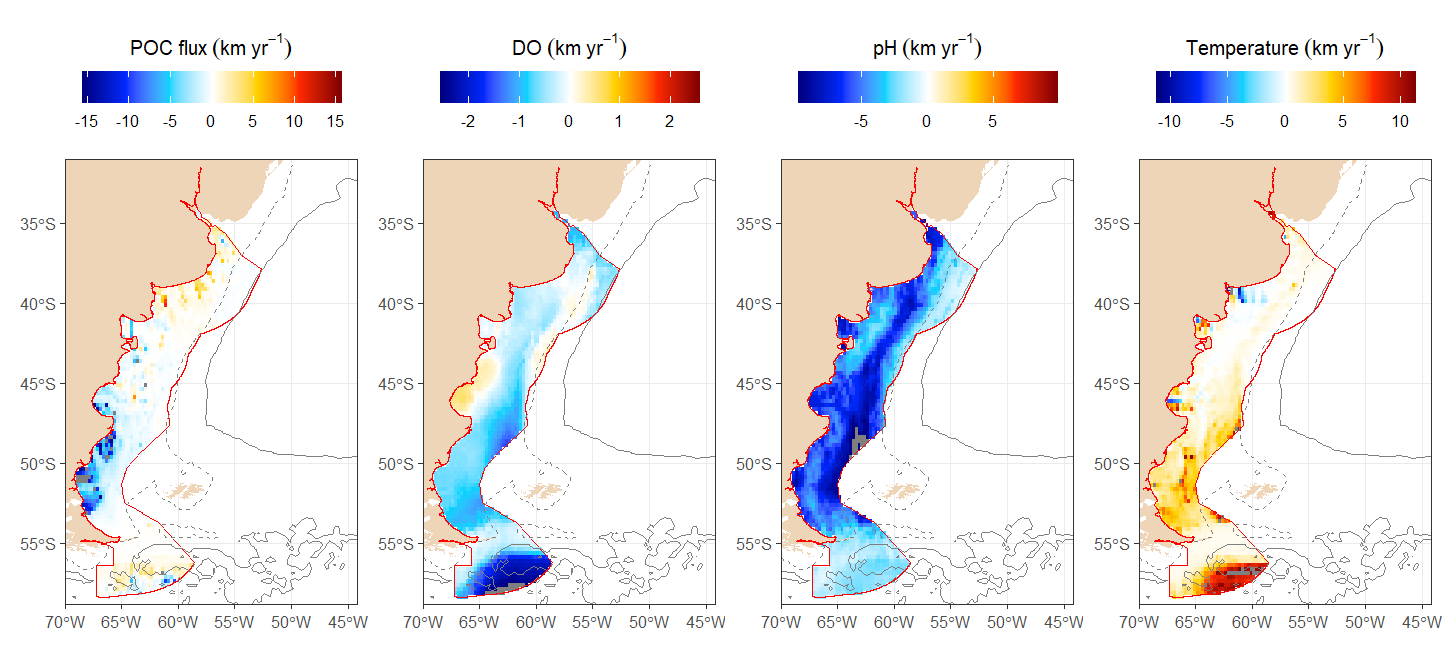 POC flux (km yr⁻¹) DO (km yr⁻¹) pH (km yr⁻¹) Temperature (km yr⁻¹)
-15 -10 -5 0 5 10 15 -2 -1 0 1 2 -5 0 5 -10 -5 0 5 10
35°S 35°S 35°S 35°S
40°S 40°S 40°S 40°S
45°S 45°S 45°S 45°S
50°S 50°S 50°S 50°S
55°S 55°S 55°S 55°S
70°W 65°W 60°W 55°W 50°W 45°W 70°W 65°W 60°W 55°W 50°W 45°W 70°W 65°W 60°W 55°W 50°W 45°W 70°W 65°W 60°W 55°W 50°W 45°W